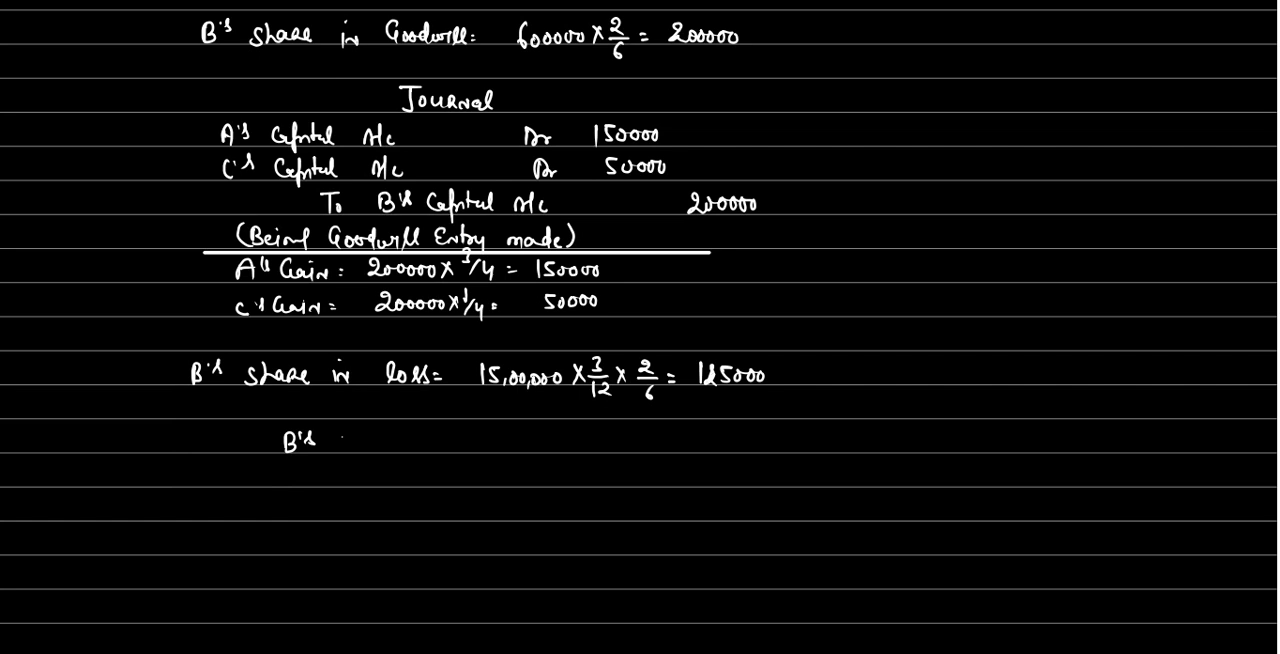 B's Share in Goodwill: 600000 × 2/6 = 200000
Journal
A's Capital A/c Dr 150000
C's Capital A/c Dr 50000
To B's Capital A/c 200000
(Being Goodwill Entry made)
A's Gain: 200000 × 3/4 = 150000
C's Gain = 200000 × 1/4 = 50000
B's Share in loss = 15,00,000 × 3/12 × 2/6 = 125000
B's